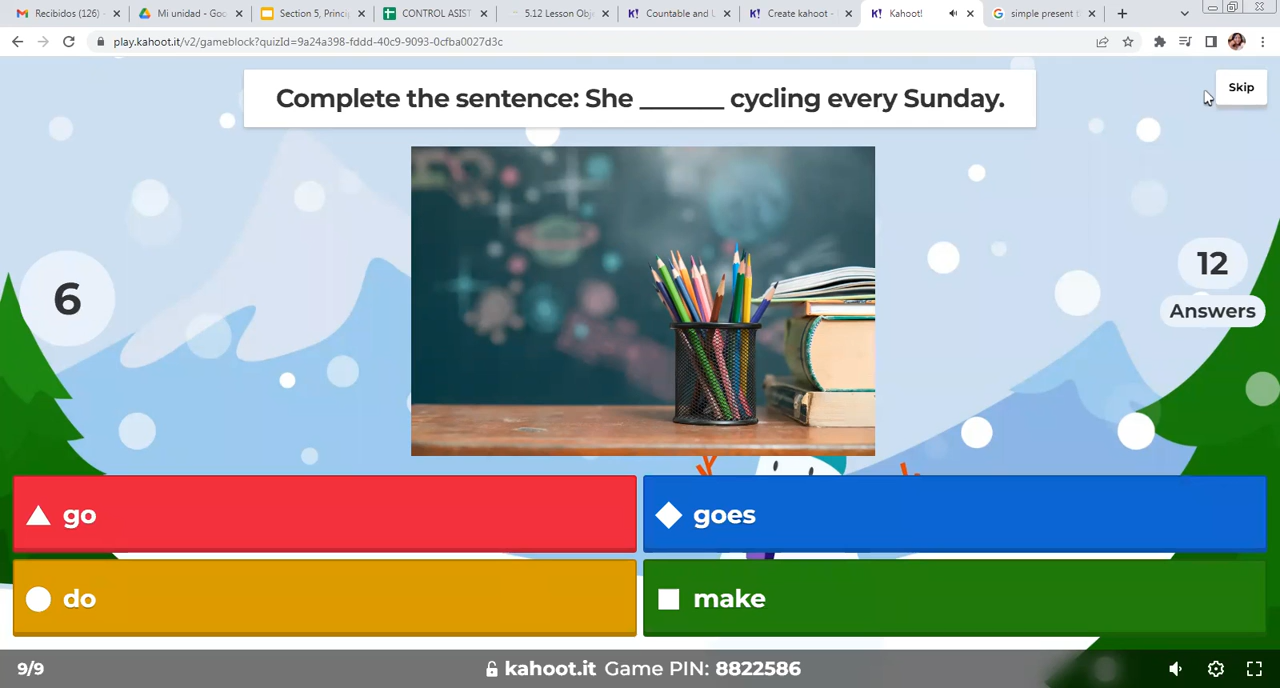 Recibidos (126) -
Mi unidad - Goo
Section 5, Princi
CONTROL ASIST
5.12 Lesson Obj
Countable and U
Create kahoot -
Kahoot!
simple present t
play.kahoot.it/v2/gameblock?quizId=9a24a398-fddd-40c9-9093-0cfba0027d3c
Complete the sentence: She _______ cycling every Sunday.
Skip
6
12
Answers
go
goes
do
make
9/9
kahoot.it Game PIN: 8822586